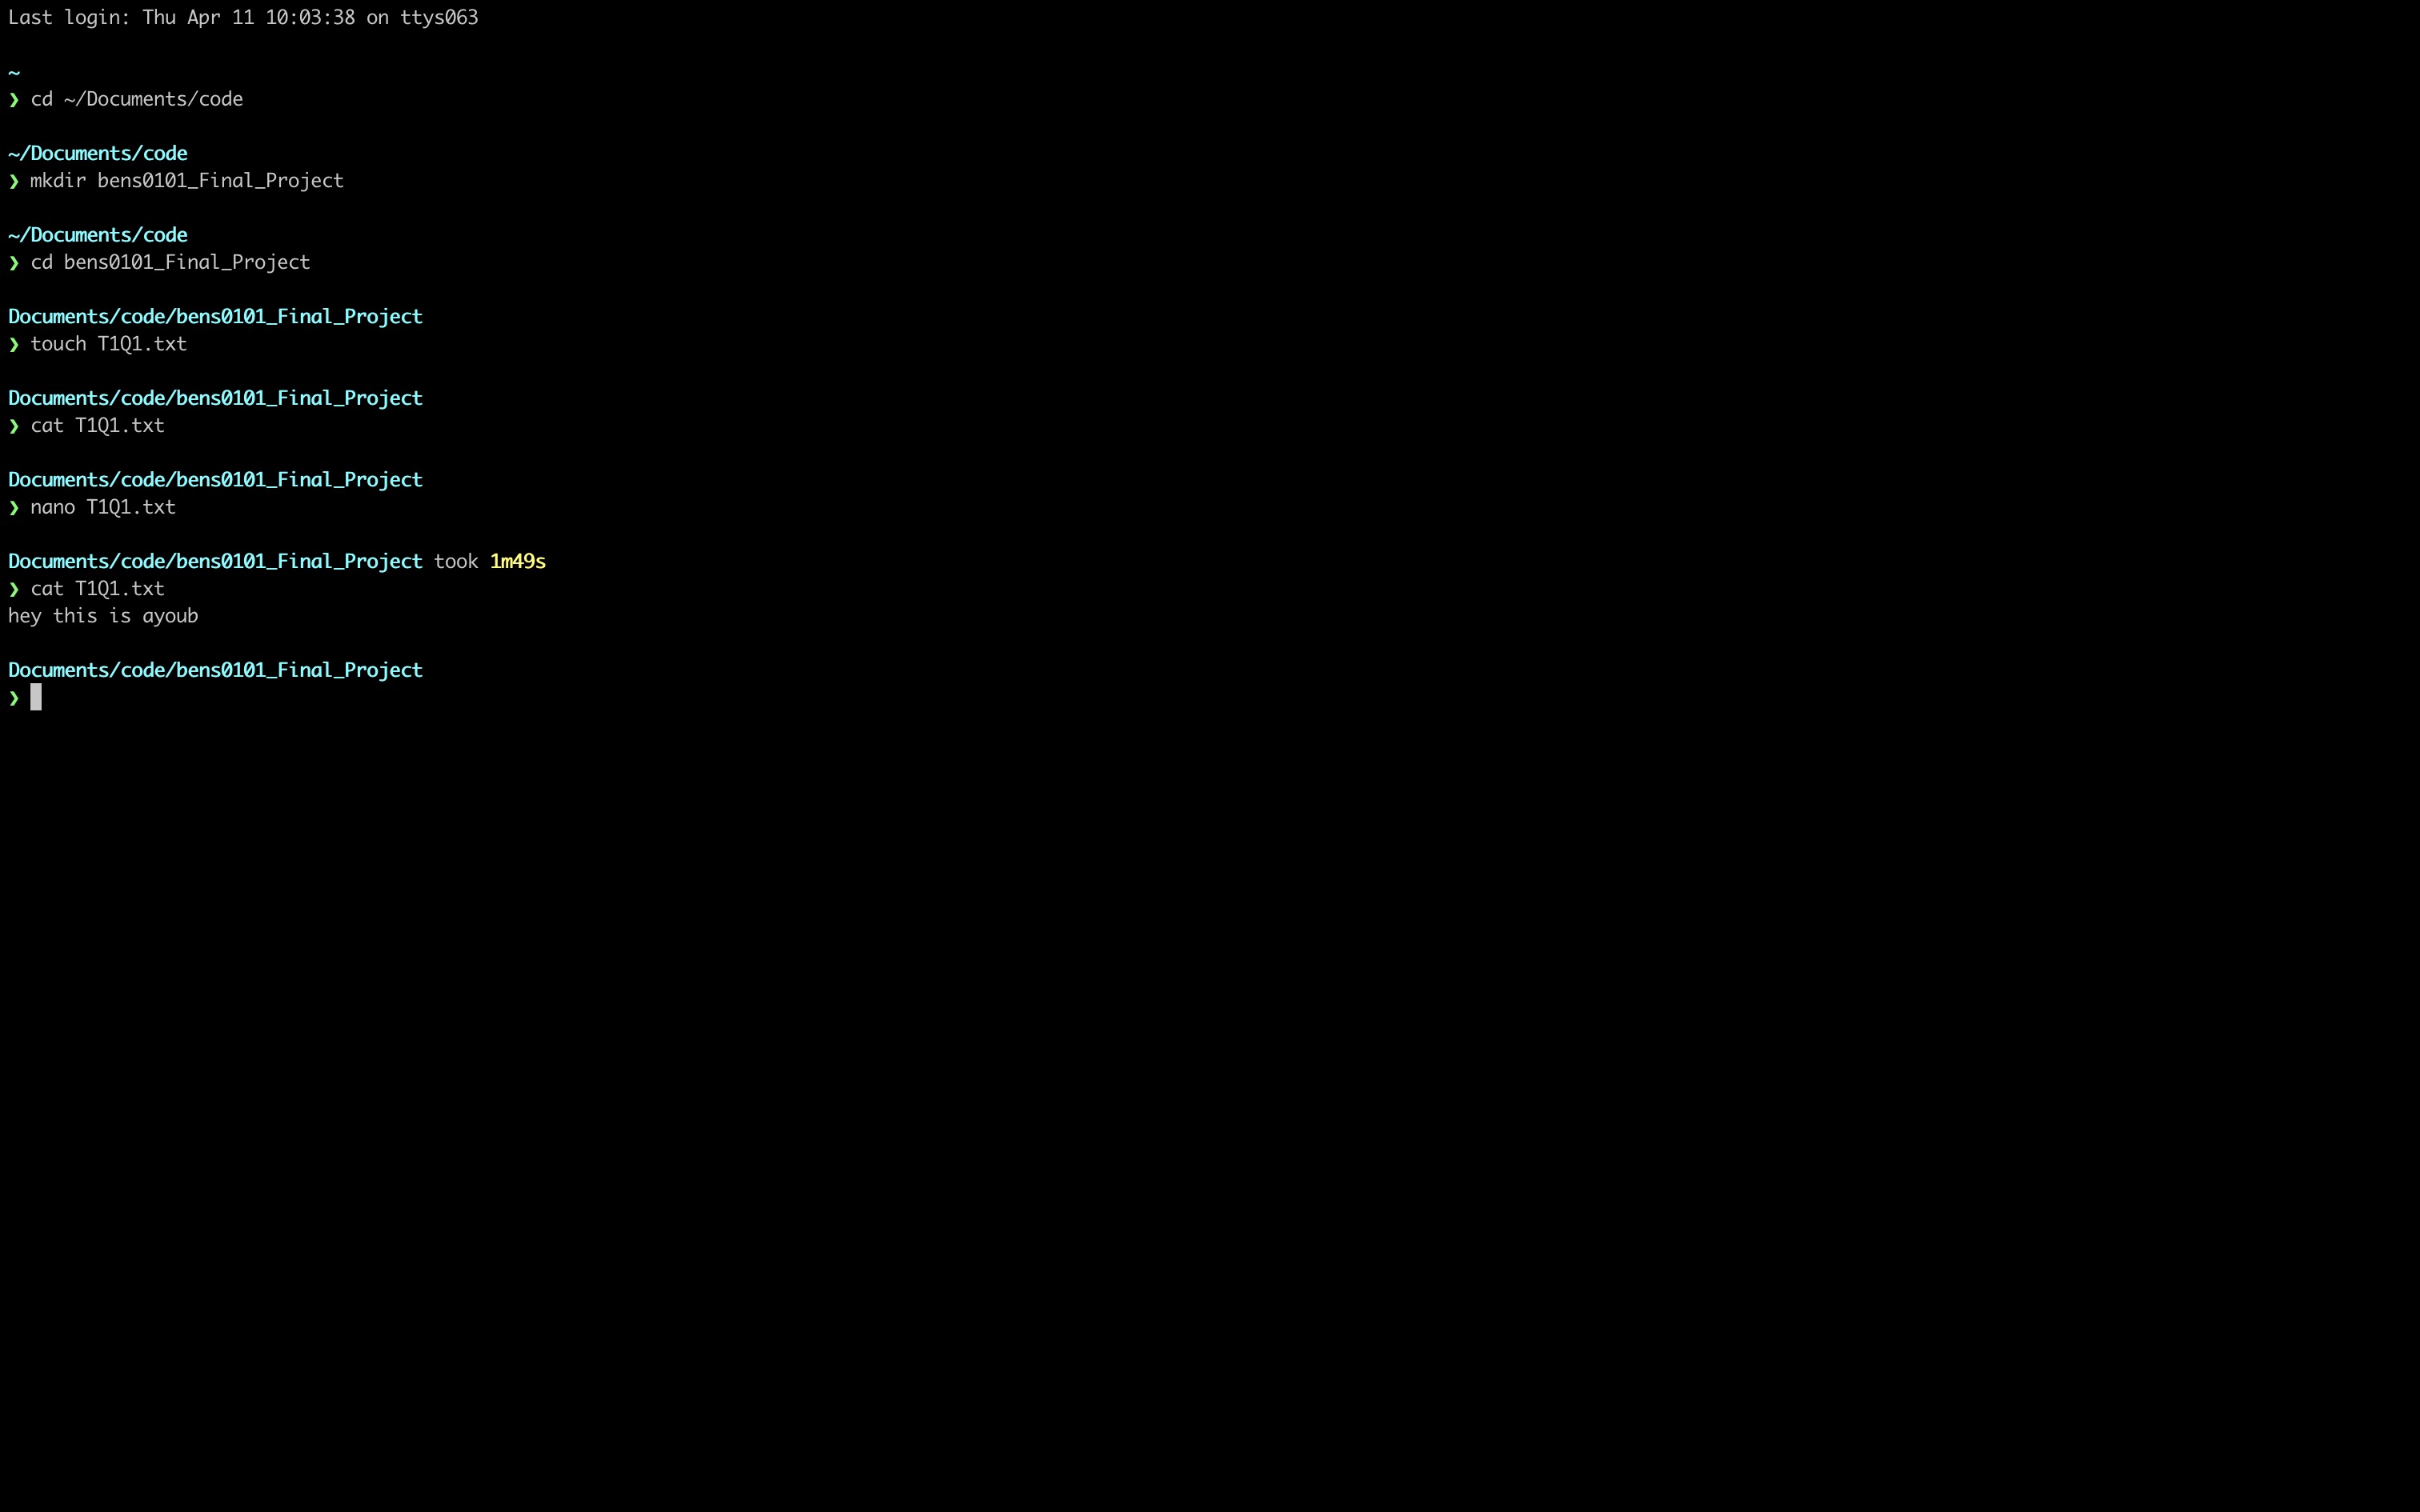 Last login: Thu Apr 11 10:03:38 on ttys063
~
❯ cd ~/Documents/code
~/Documents/code
❯ mkdir bens0101_Final_Project
~/Documents/code
❯ cd bens0101_Final_Project
Documents/code/bens0101_Final_Project
❯ touch T1Q1.txt
Documents/code/bens0101_Final_Project
❯ cat T1Q1.txt
Documents/code/bens0101_Final_Project
❯ nano T1Q1.txt
Documents/code/bens0101_Final_Project took 1m49s
❯ cat T1Q1.txt
hey this is ayoub
Documents/code/bens0101_Final_Project
❯